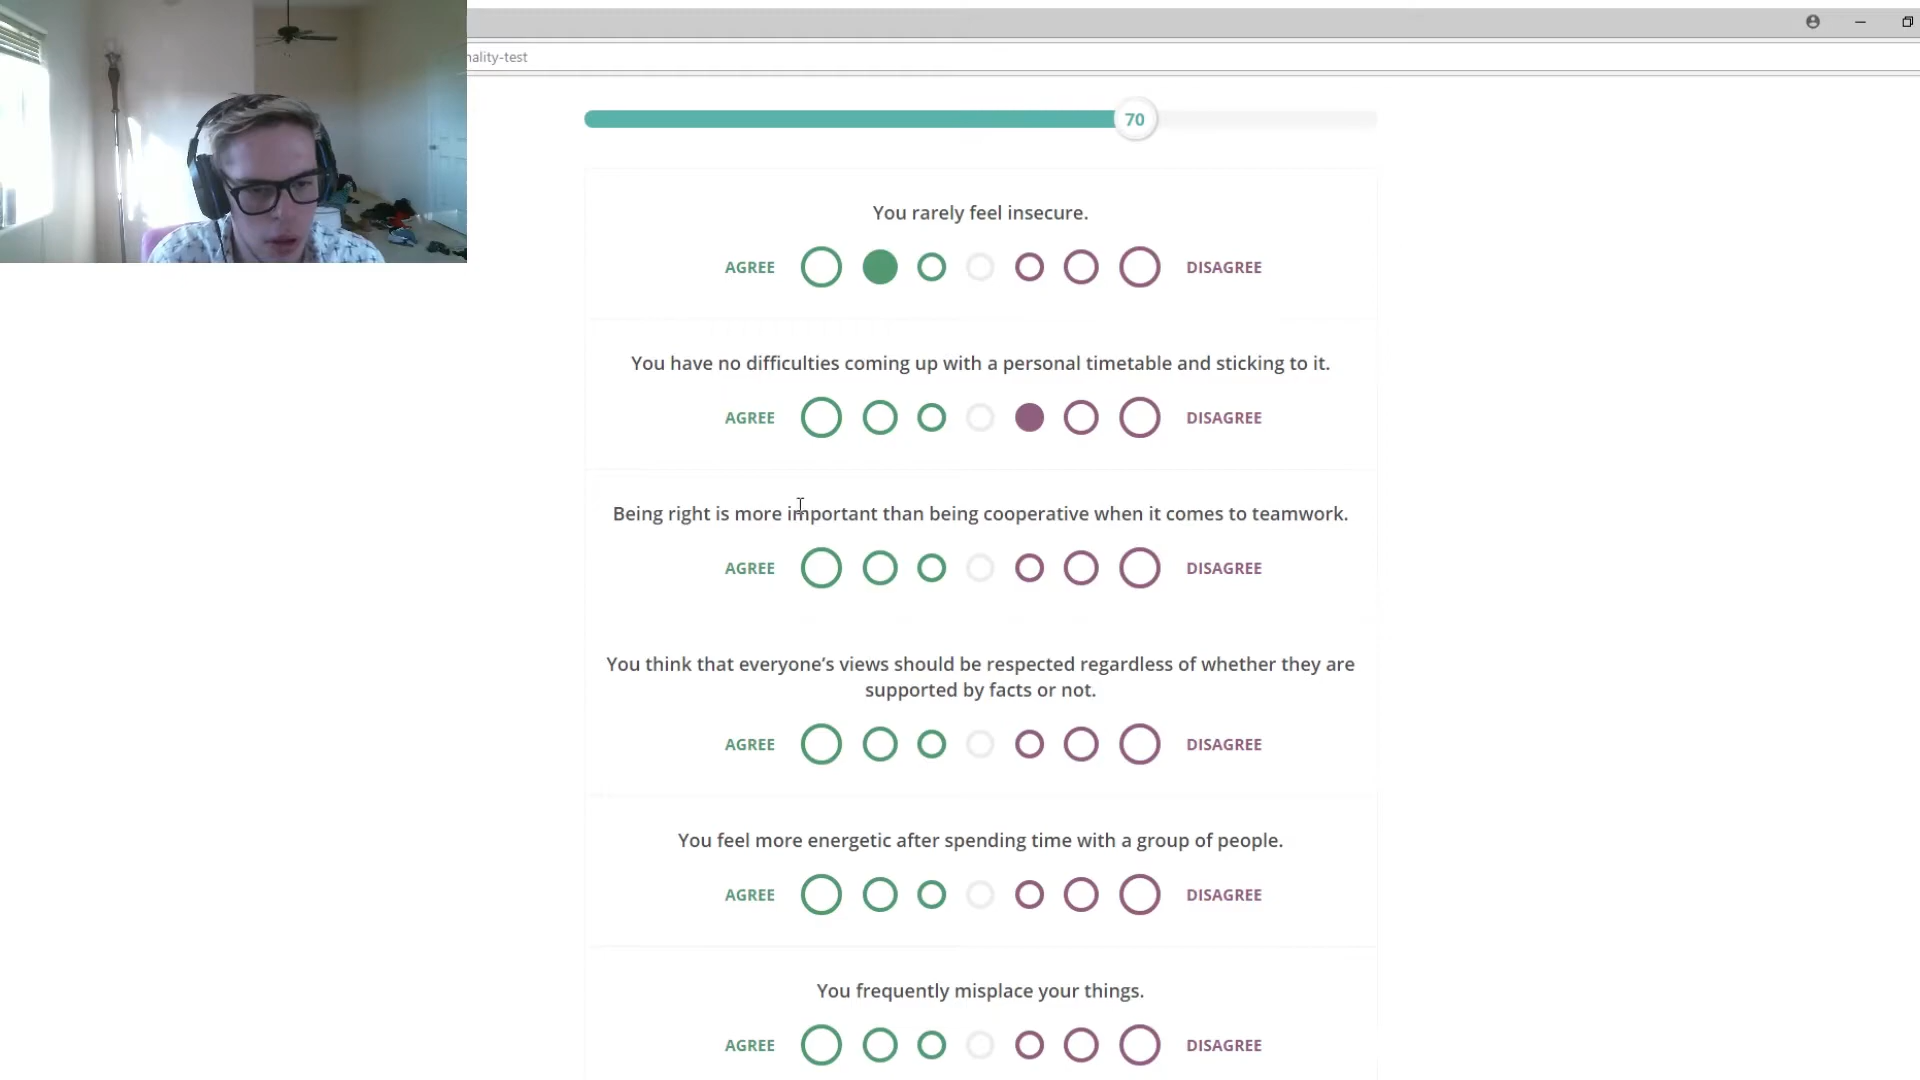 nality-test
70
You rarely feel insecure.
AGREE DISAGREE
You have no difficulties coming up with a personal timetable and sticking to it.
AGREE DISAGREE
Being right is more important than being cooperative when it comes to teamwork.
AGREE DISAGREE
You think that everyone’s views should be respected regardless of whether they are
supported by facts or not.
AGREE DISAGREE
You feel more energetic after spending time with a group of people.
AGREE DISAGREE
You frequently misplace your things.
AGREE DISAGREE